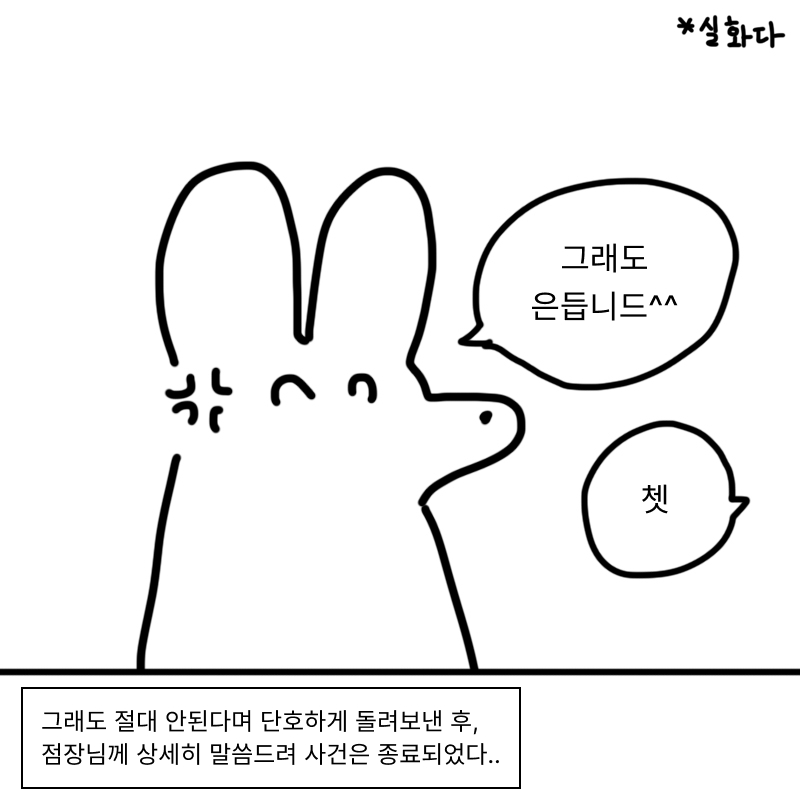 *실화다
그래도
은듭니드^^
쳇
그래도 절대 안된다며 단호하게 돌려보낸 후,
점장님께 상세히 말씀드려 사건은 종료되었다..